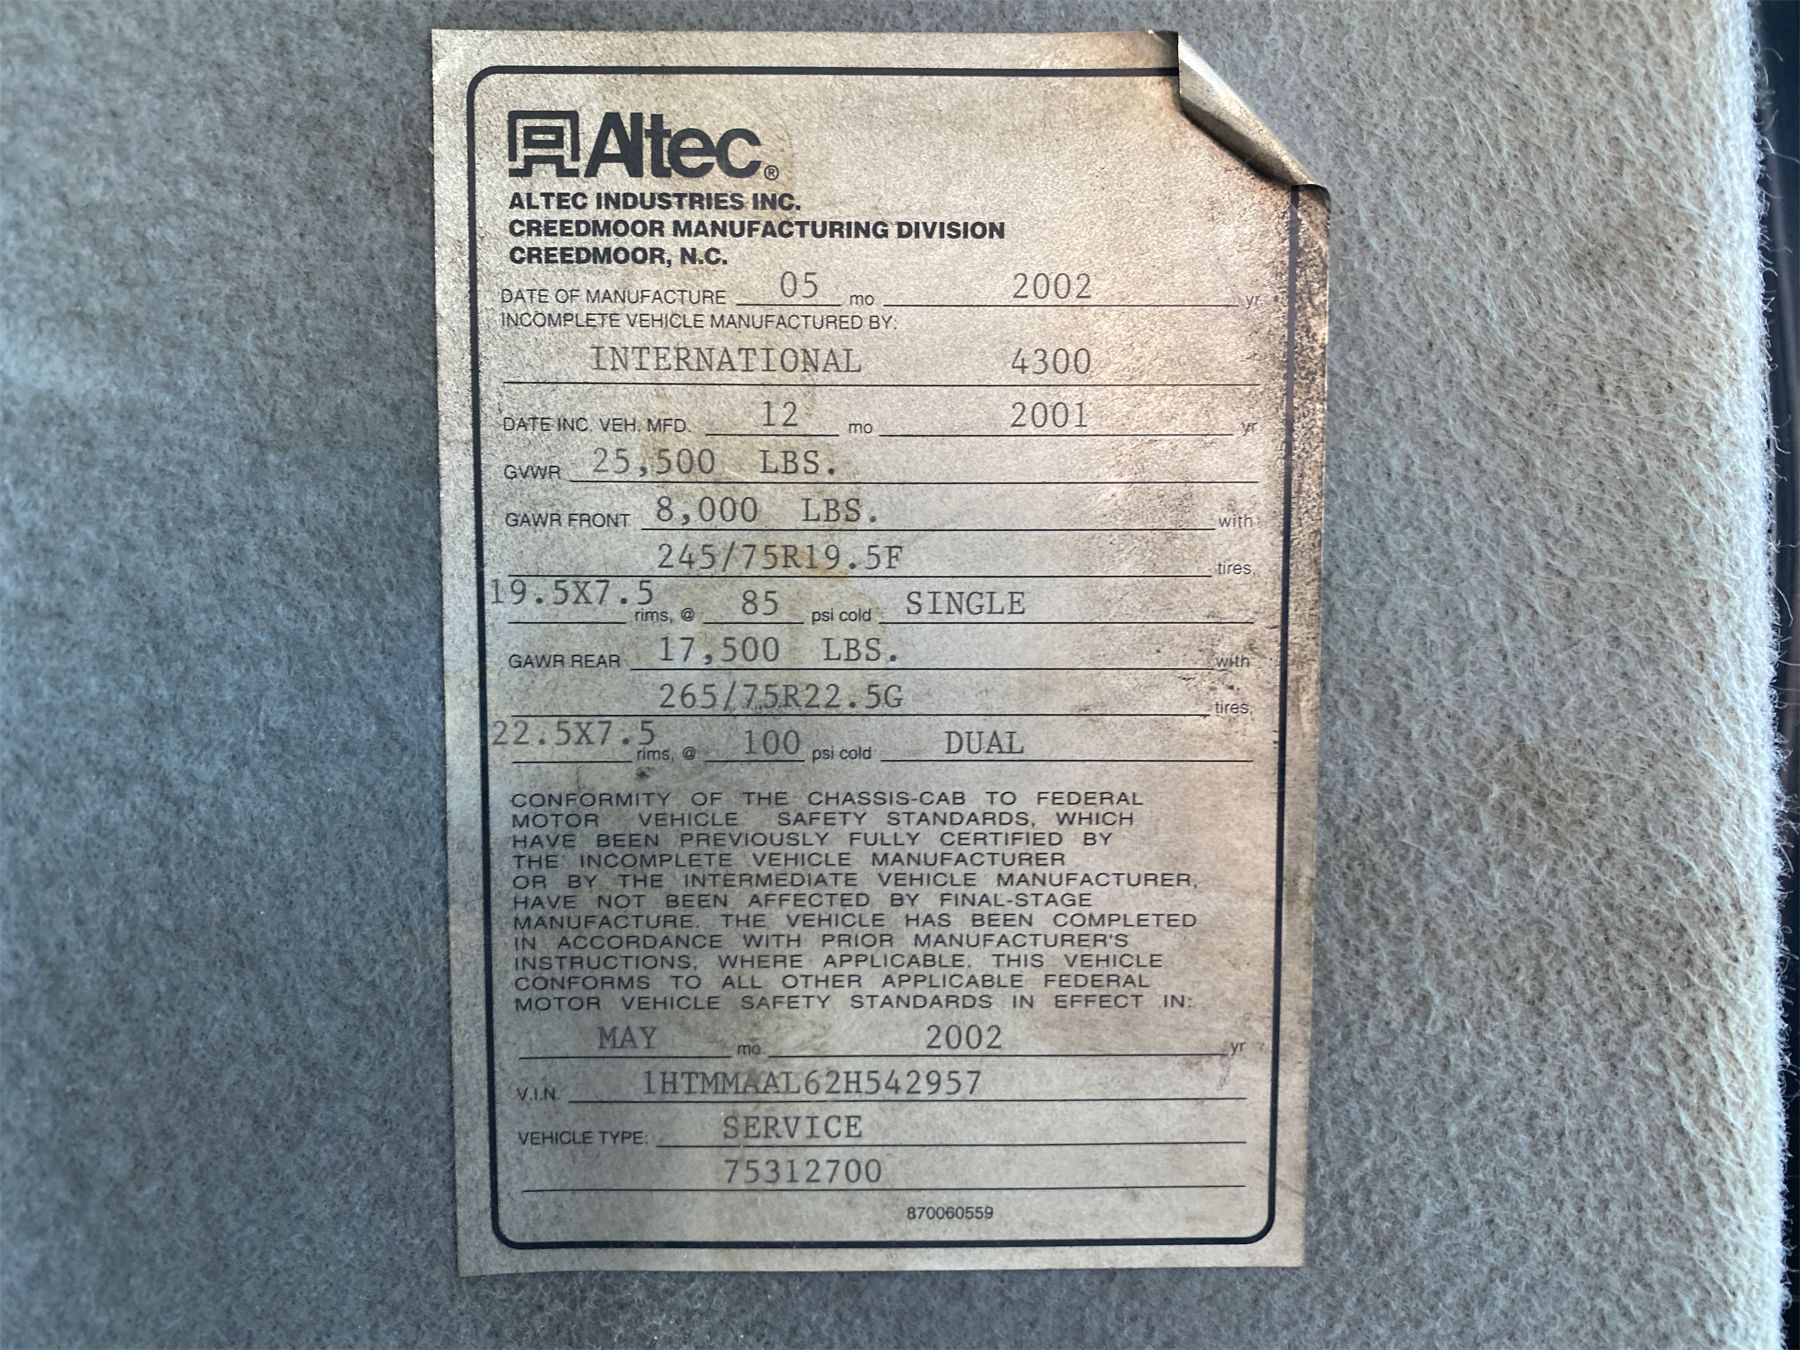 Altec®
ALTEC INDUSTRIES INC.
CREEDMOOR MANUFACTURING DIVISION
CREEDMOOR, N.C.
DATE OF MANUFACTURE 05 mo 2002 yr
INCOMPLETE VEHICLE MANUFACTURED BY:
INTERNATIONAL 4300
DATE INC. VEH. MFD. 12 mo 2001 yr
GVWR 25,500 LBS.
GAWR FRONT 8,000 LBS. with
245/75R19.5F tires,
19.5X7.5 rims, @ 85 psi cold SINGLE
GAWR REAR 17,500 LBS. with
265/75R22.5G tires,
22.5X7.5 rims, @ 100 psi cold DUAL
CONFORMITY OF THE CHASSIS-CAB TO FEDERAL
MOTOR VEHICLE SAFETY STANDARDS, WHICH
HAVE BEEN PREVIOUSLY FULLY CERTIFIED BY
THE INCOMPLETE VEHICLE MANUFACTURER
OR BY THE INTERMEDIATE VEHICLE MANUFACTURER,
HAVE NOT BEEN AFFECTED BY FINAL-STAGE
MANUFACTURE. THE VEHICLE HAS BEEN COMPLETED
IN ACCORDANCE WITH PRIOR MANUFACTURER'S
INSTRUCTIONS, WHERE APPLICABLE. THIS VEHICLE
CONFORMS TO ALL OTHER APPLICABLE FEDERAL
MOTOR VEHICLE SAFETY STANDARDS IN EFFECT IN:
MAY mo 2002 yr
V.I.N. 1HTMMAAL62H542957
VEHICLE TYPE: SERVICE
75312700
870060559